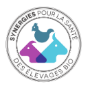 SYNERGIES POUR LA SANTÉ
DES ÉLEVAGES BIO